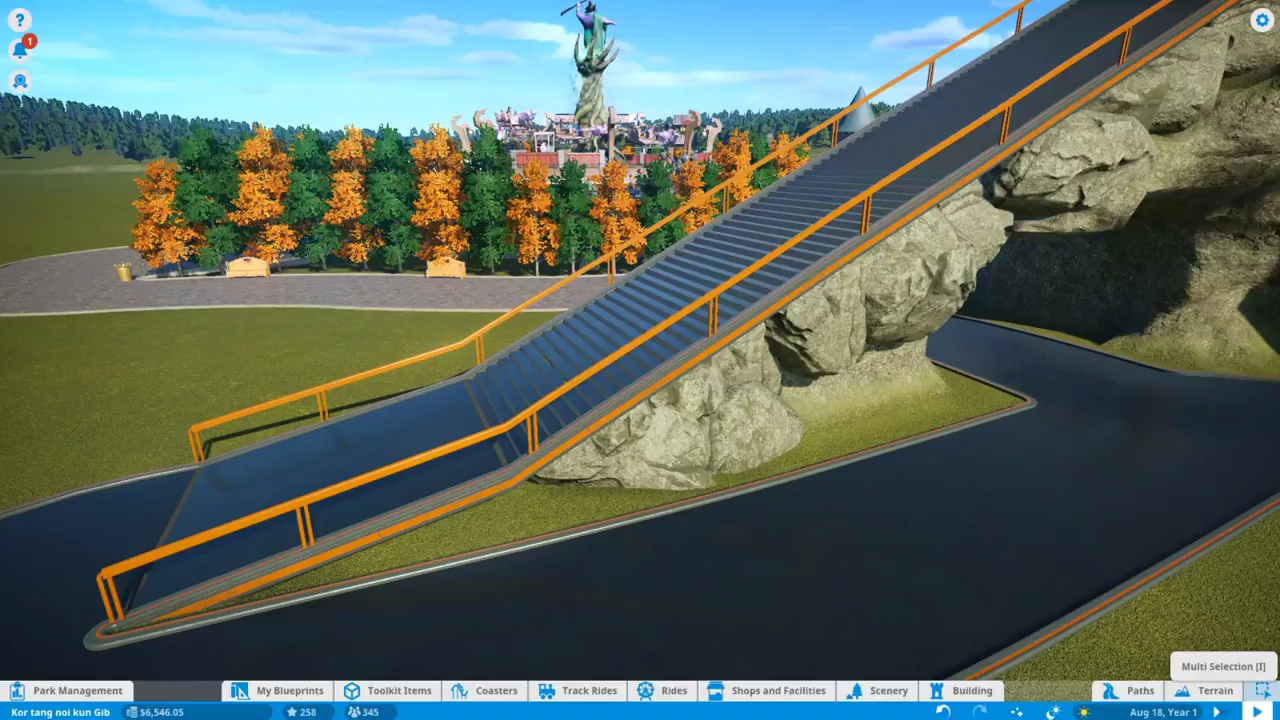 ?
1
Multi Selection [I]
Park Management
My Blueprints
Toolkit Items
Coasters
Track Rides
Rides
Shops and Facilities
Scenery
Building
Paths
Terrain
Kor tang noi kun Gib
$6,546.05
258
345
Aug 18, Year 1